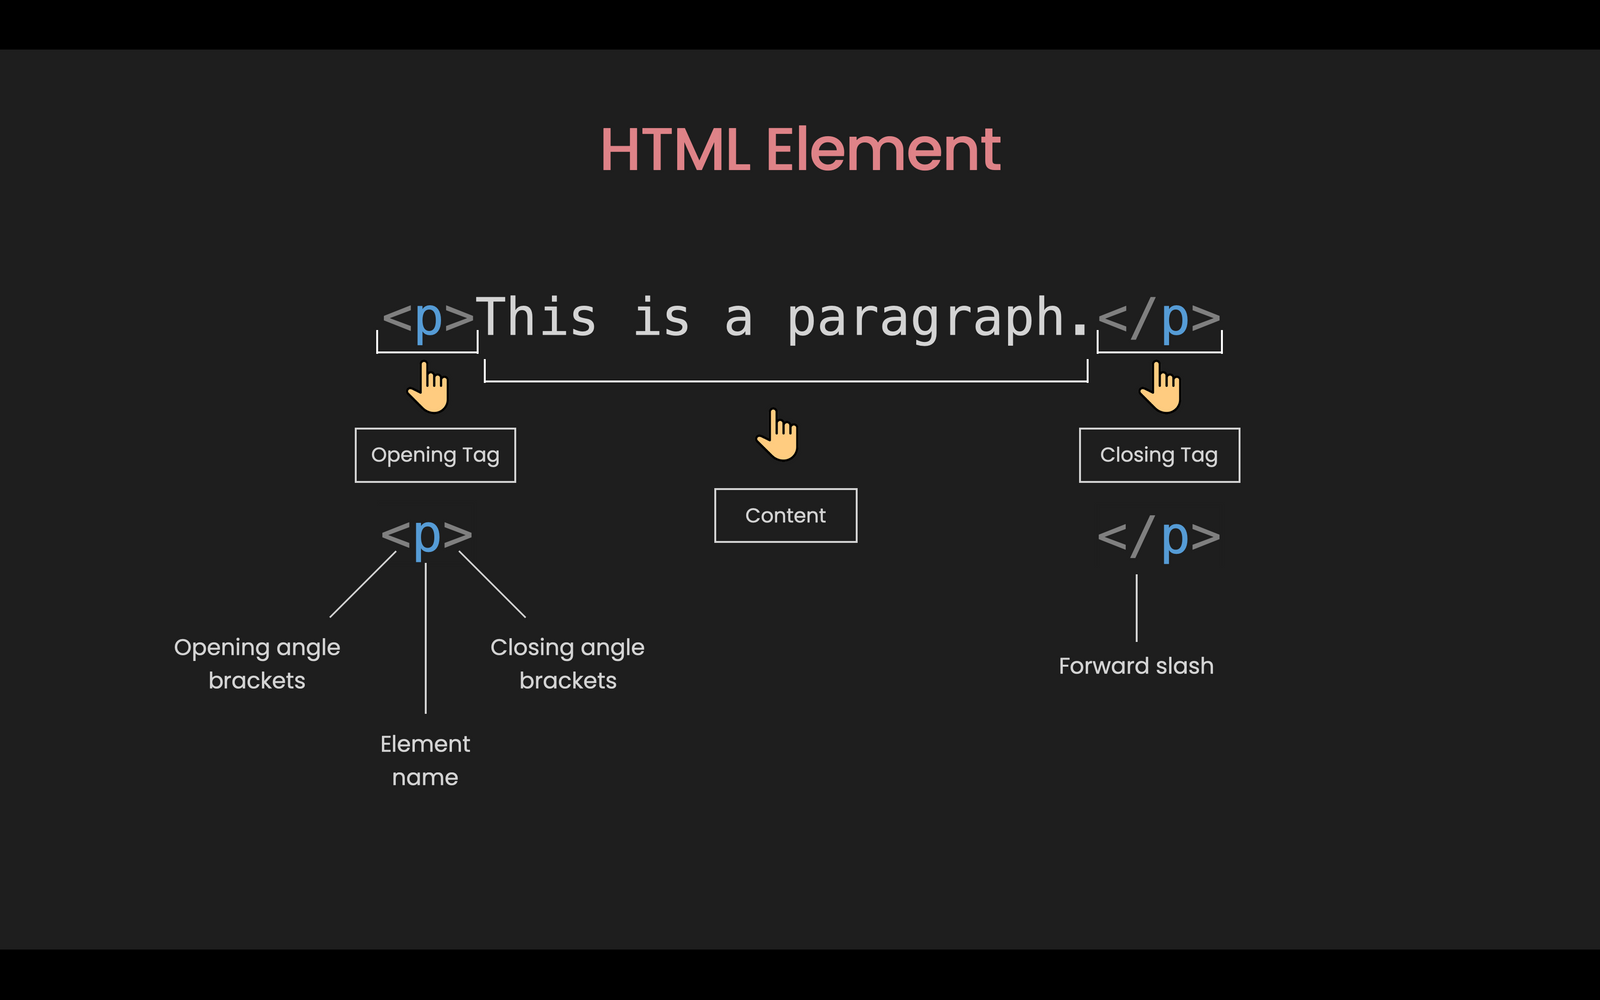 HTML Element
<p>This is a paragraph.</p>
Opening Tag
Closing Tag
Content
<p>
</p>
Opening angle
brackets
Closing angle
brackets
Forward slash
Element
name